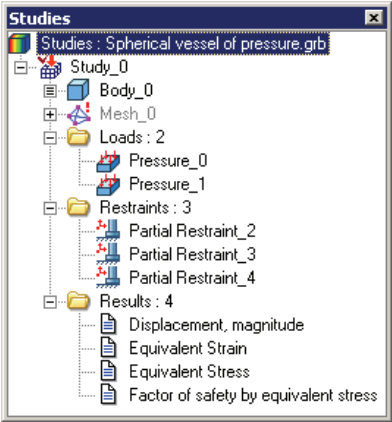 Studies
Studies : Spherical vessel of pressure.grb
Study_0
Body_0
Mesh_0
Loads : 2
Pressure_0
Pressure_1
Restraints : 3
Partial Restraint_2
Partial Restraint_3
Partial Restraint_4
Results : 4
Displacement, magnitude
Equivalent Strain
Equivalent Stress
Factor of safety by equivalent stress